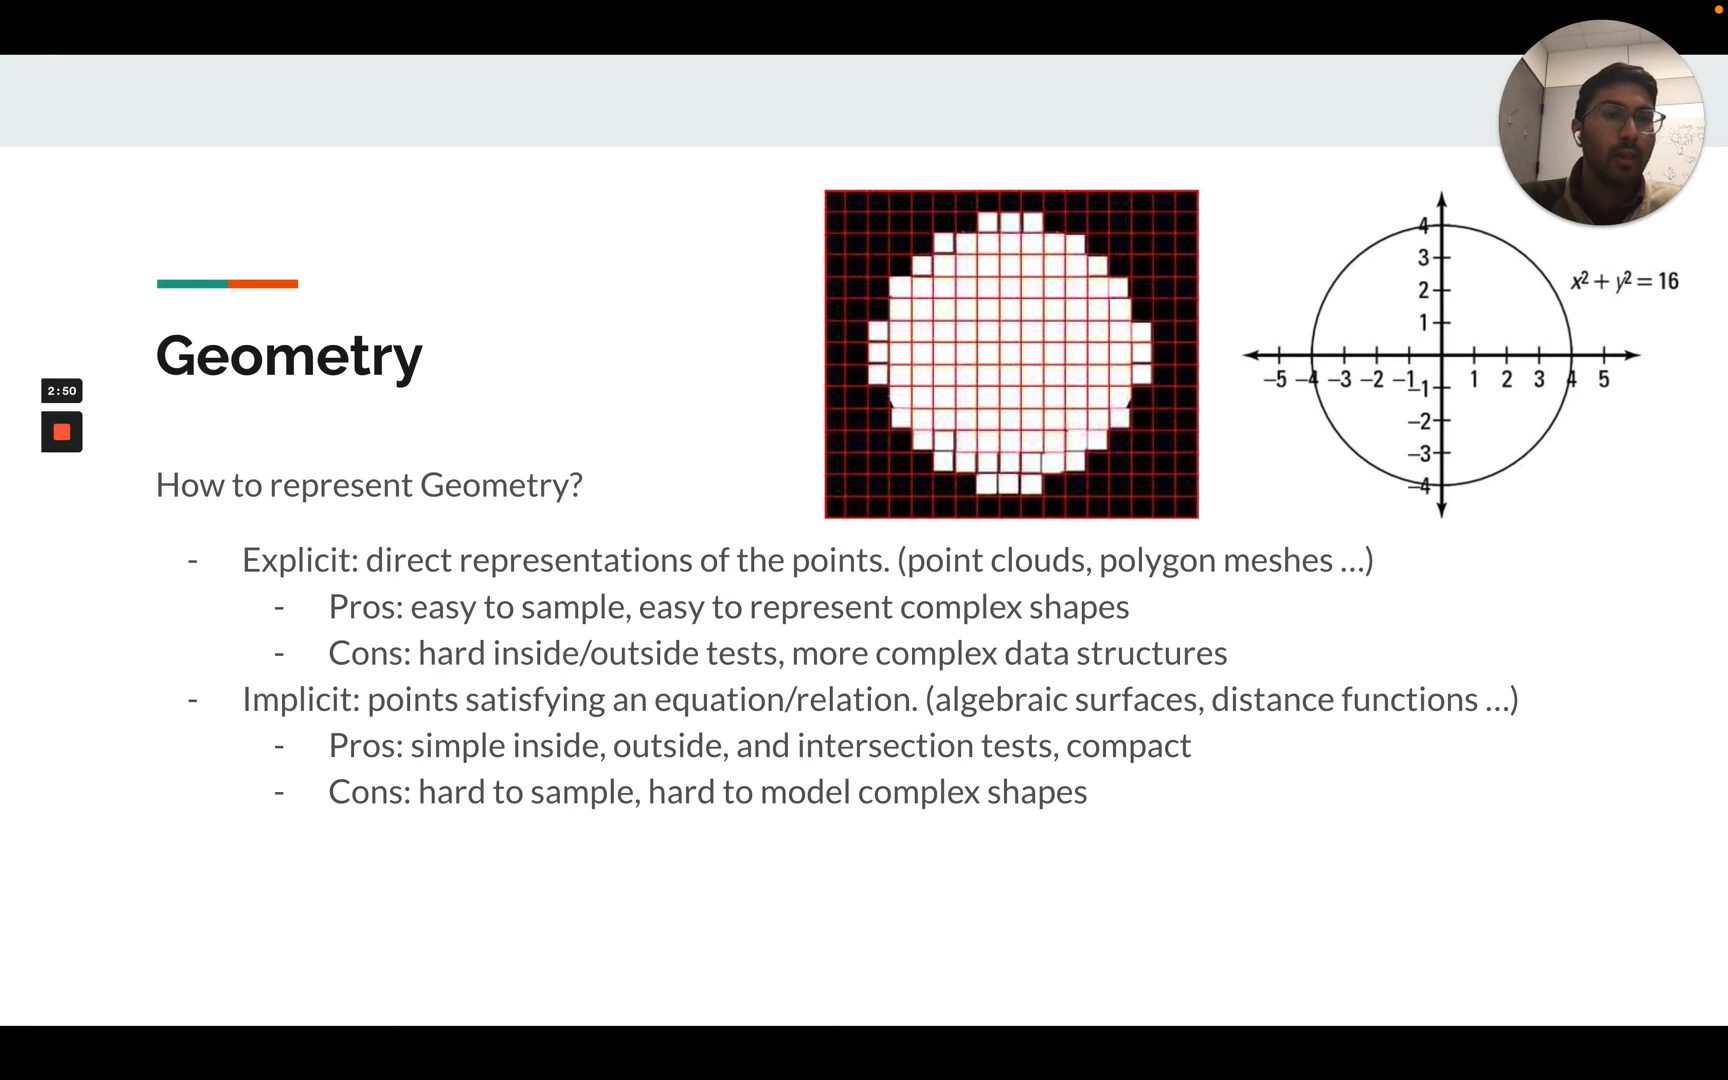 Geometry
2:50
How to represent Geometry?
- Explicit: direct representations of the points. (point clouds, polygon meshes ...)
- Pros: easy to sample, easy to represent complex shapes
- Cons: hard inside/outside tests, more complex data structures
- Implicit: points satisfying an equation/relation. (algebraic surfaces, distance functions ...)
- Pros: simple inside, outside, and intersection tests, compact
- Cons: hard to sample, hard to model complex shapes
4
3
2
1
x² + y² = 16
–5 –4 –3 –2 –1 1 2 3 4 5
–1
–2
–3
–4